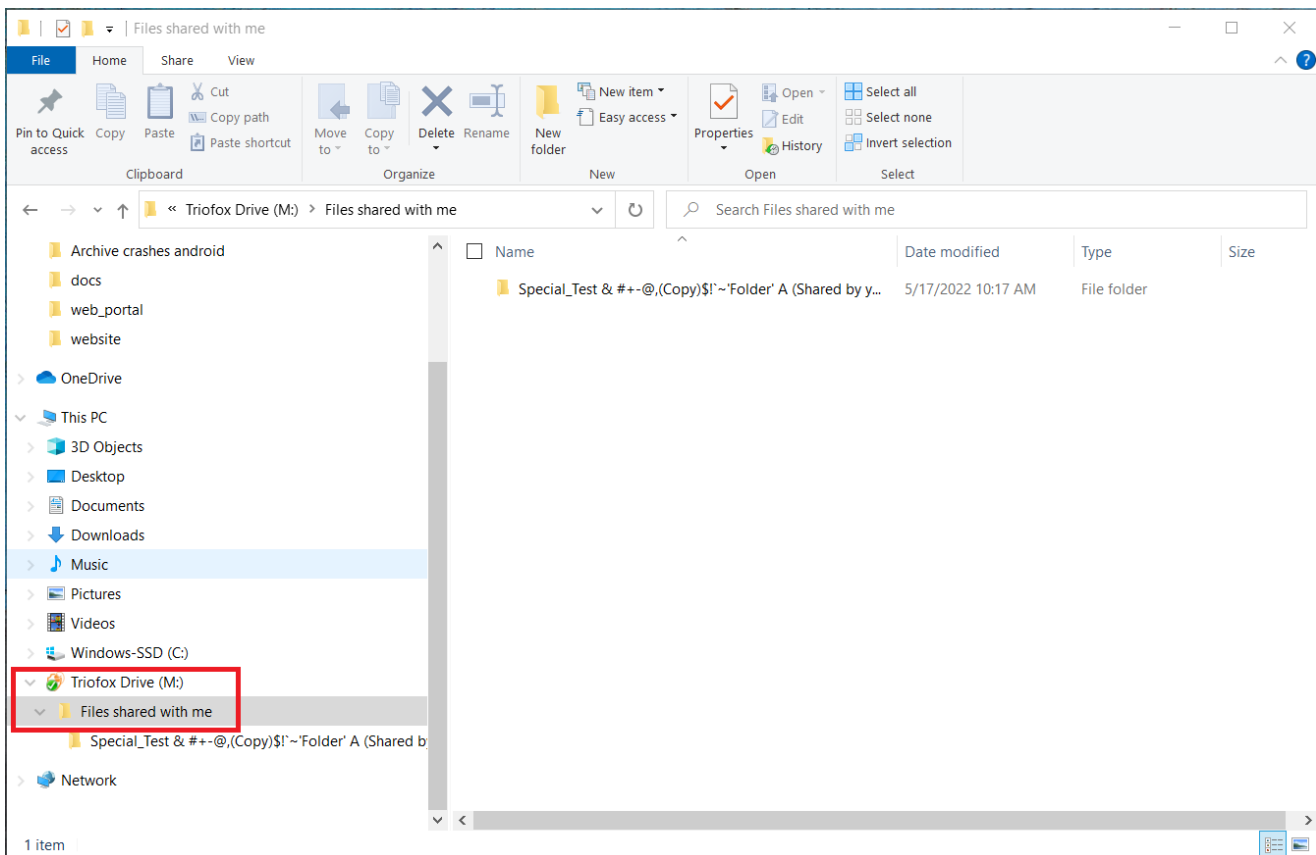 Files shared with me
File Home Share View
Pin to Quick access
Copy
Paste
Cut
Copy path
Paste shortcut
Clipboard
Move to
Copy to
Delete
Rename
Organize
New folder
New item
Easy access
New
Properties
Open
Edit
History
Open
Select all
Select none
Invert selection
Select
« Triofox Drive (M:) > Files shared with me
Search Files shared with me
Archive crashes android
docs
web_portal
website
OneDrive
This PC
3D Objects
Desktop
Documents
Downloads
Music
Pictures
Videos
Windows-SSD (C:)
Triofox Drive (M:)
Files shared with me
Special_Test & #+-@,(Copy)$!`~'Folder' A (Shared b
Network
Name Date modified Type Size
Special_Test & #+-@,(Copy)$!`~'Folder' A (Shared by y... 5/17/2022 10:17 AM File folder
1 item